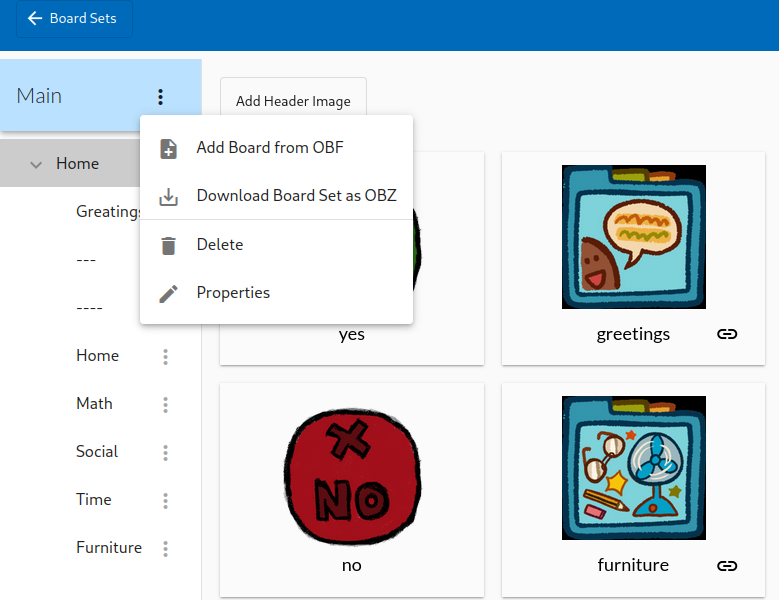 Board Sets
Main
Add Header Image
Add Board from OBF
Download Board Set as OBZ
Delete
Properties
Home
Greetings
---
----
Home
Math
Social
Time
Furniture
yes
greetings
X
No
no
furniture